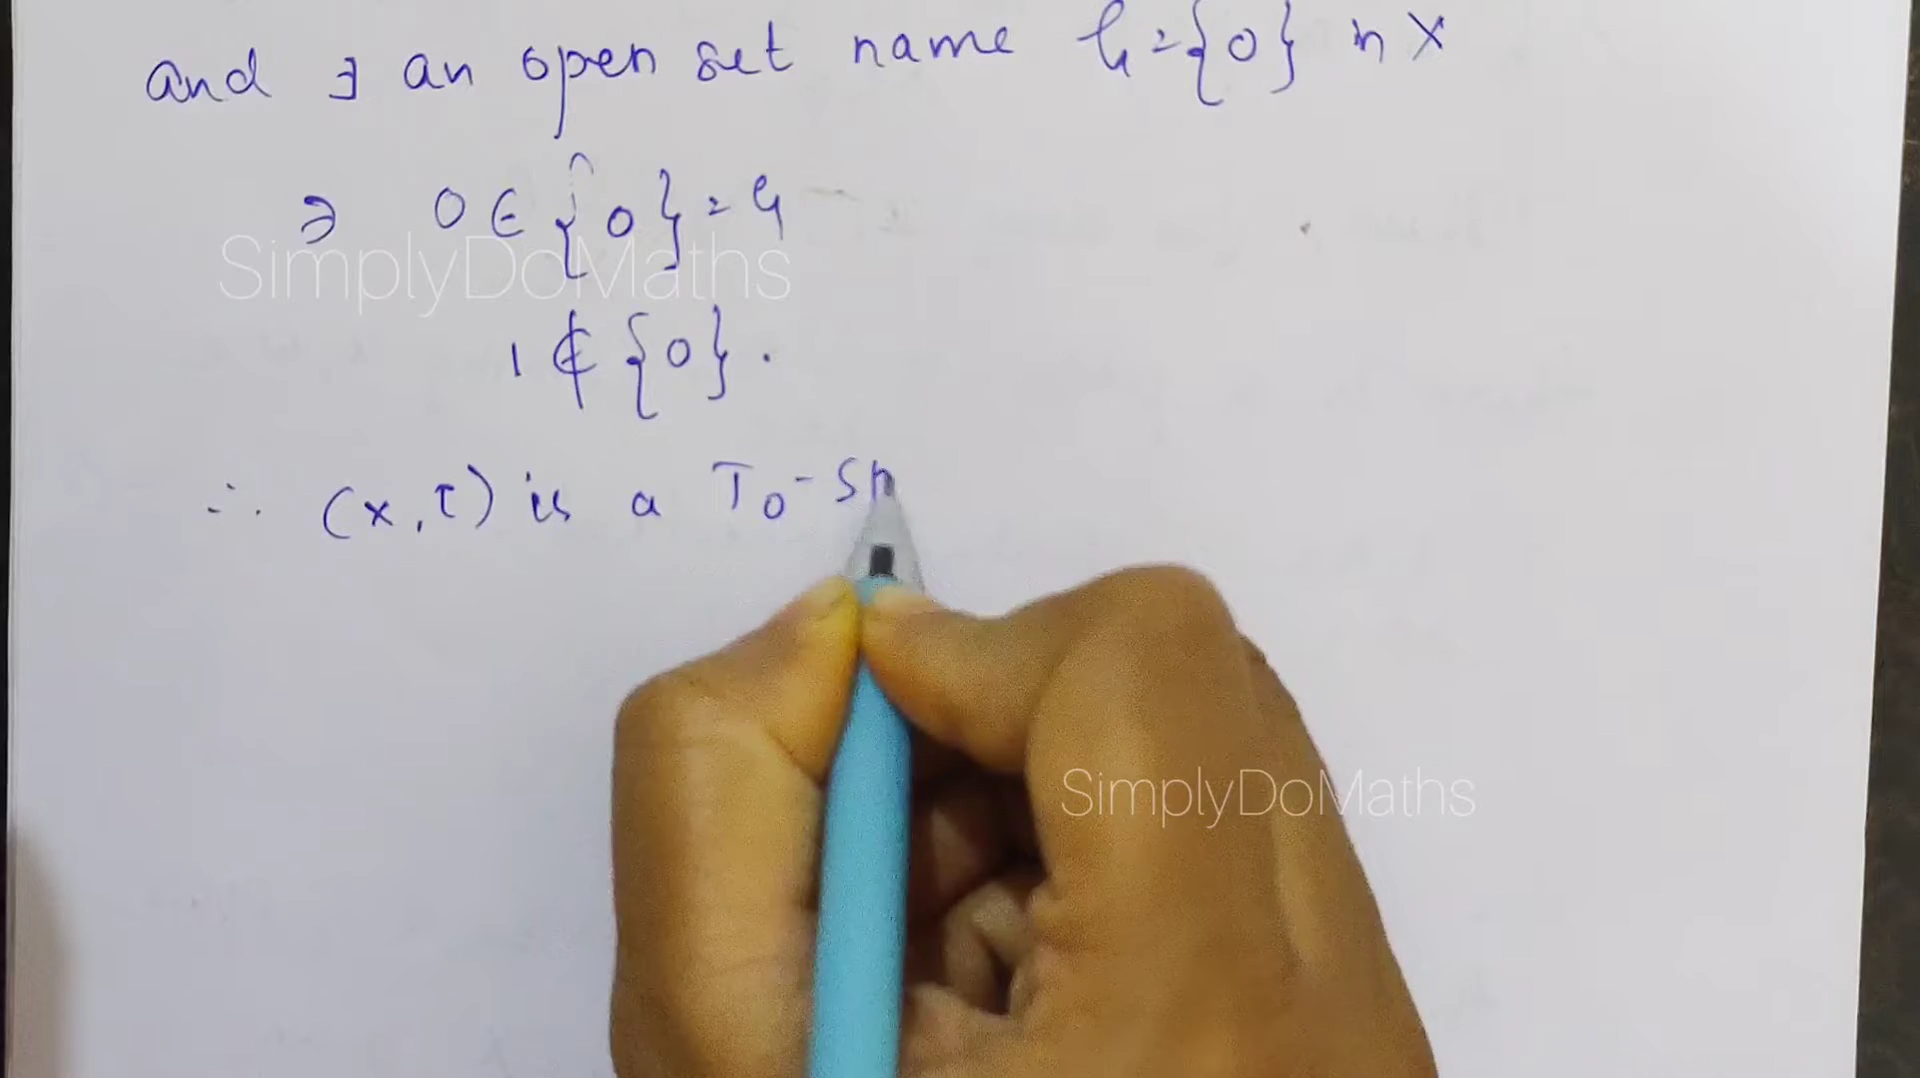 and ∃ an open set name G = {0} in X
∋ 0 ∈ {0} = G
SimplyDoMaths
1 ∉ {0}.
∴ (X, τ) is a T₀ - Sp
SimplyDoMaths